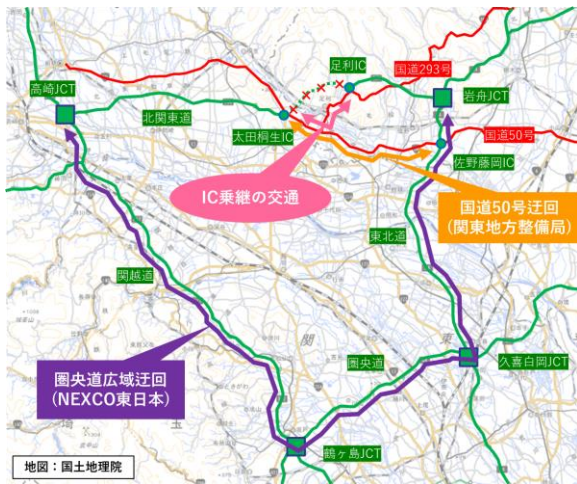 足利IC
国道293号
高崎JCT
岩舟JCT
北関東道
太田桐生IC
国道50号
佐野藤岡IC
IC乗継の交通
国道50号迂回
(関東地方整備局)
東北道
関越道
関
東
圏央道
久喜白岡JCT
圏央道広域迂回
(NEXCO東日本)
埼
玉
鶴ヶ島JCT
地図：国土地理院